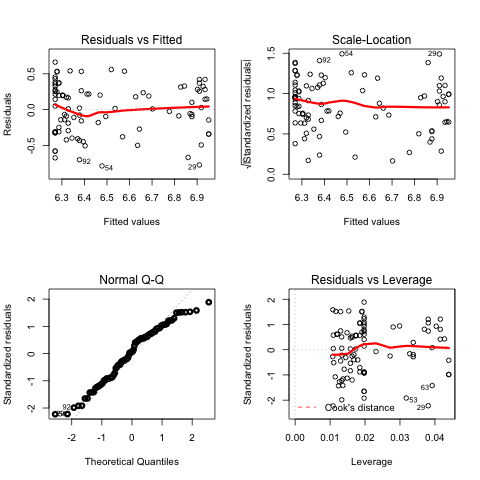 Residuals vs Fitted
Residuals
0.5
0.0
-0.5
92
54
29
6.3 6.4 6.5 6.6 6.7 6.8 6.9
Fitted values
Scale-Location
√|Standardized residuals|
1.5
1.0
0.5
0.0
54
92
29
6.3 6.4 6.5 6.6 6.7 6.8 6.9
Fitted values
Normal Q-Q
Standardized residuals
2
1
0
-1
-2
92
-2 -1 0 1 2
Theoretical Quantiles
Residuals vs Leverage
Standardized residuals
2
1
0
-1
-2
63
53
29
Cook's distance
0.00 0.01 0.02 0.03 0.04
Leverage